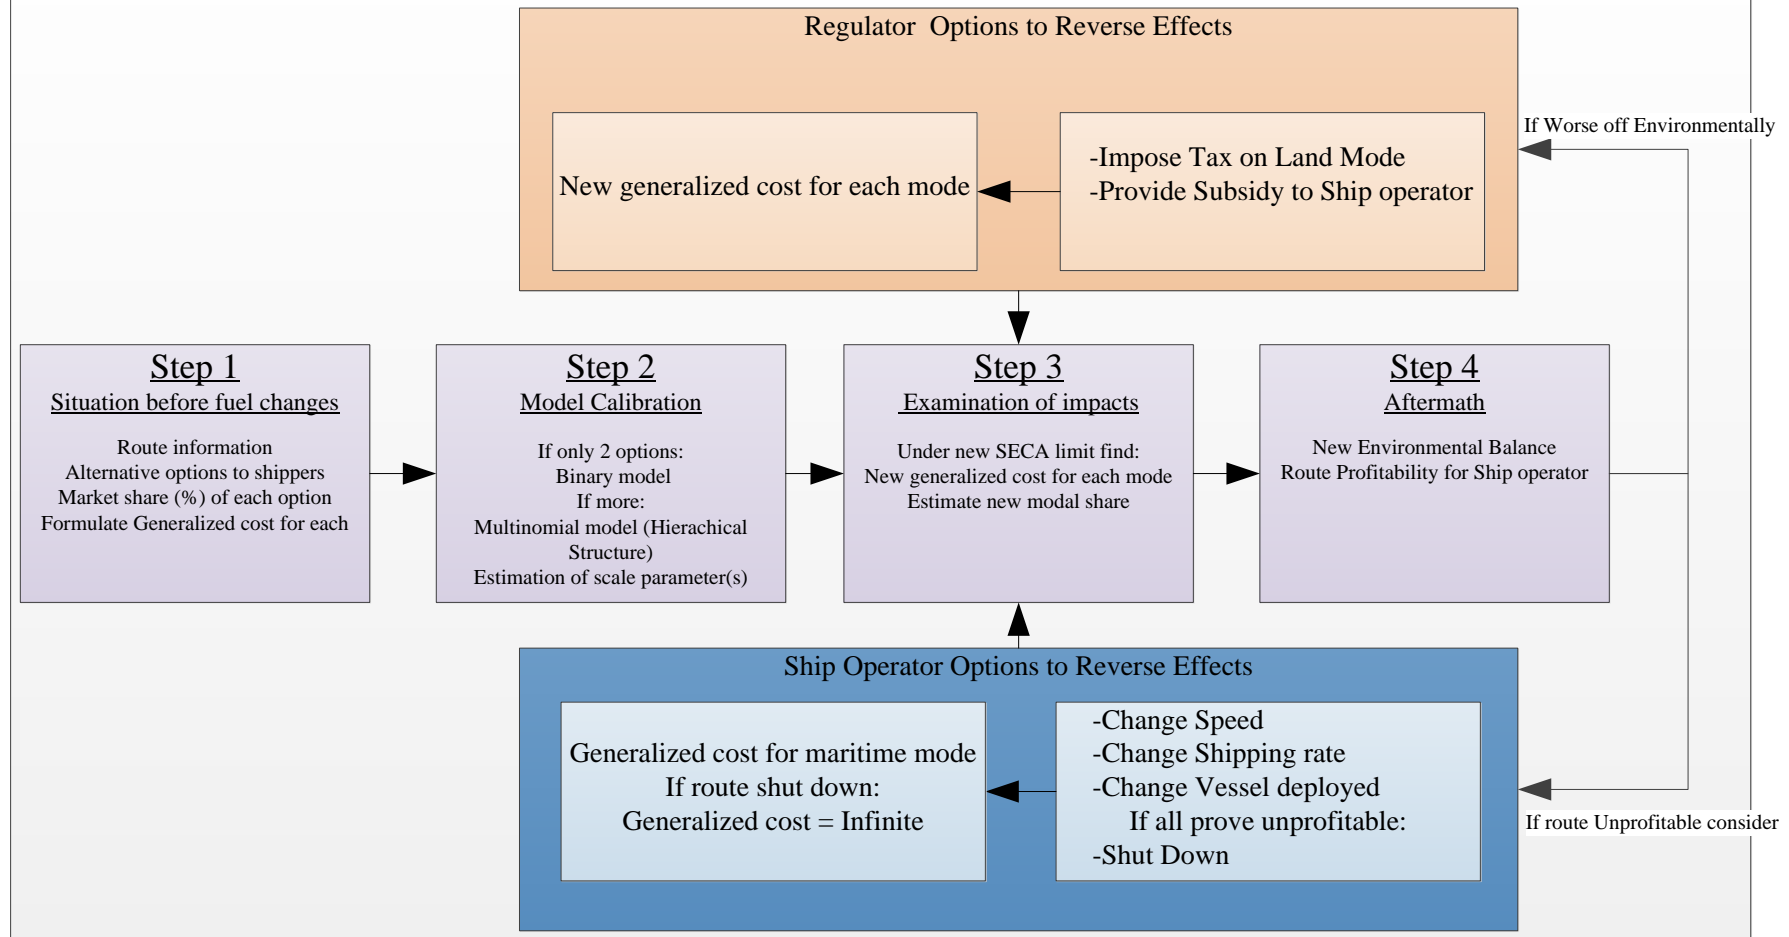 Regulator  Options to Reverse Effects
If Worse off Environmentally
New generalized cost for each mode
-Impose Tax on Land Mode
-Provide Subsidy to Ship operator
Step 1
Situation before fuel changes
Route information
Alternative options to shippers
Market share (%) of each option
Formulate Generalized cost for each
Step 2
Model Calibration
If only 2 options:
Binary model
If more:
Multinomial model (Hierachical
Structure)
Estimation of scale parameter(s)
Step 3
Examination of impacts
Under new SECA limit find:
New generalized cost for each mode
Estimate new modal share
Step 4
Aftermath
New Environmental Balance
Route Profitability for Ship operator
Ship Operator Options to Reverse Effects
Generalized cost for maritime mode
If route shut down:
Generalized cost = Infinite
-Change Speed
-Change Shipping rate
-Change Vessel deployed
If all prove unprofitable:
-Shut Down
If route Unprofitable consider